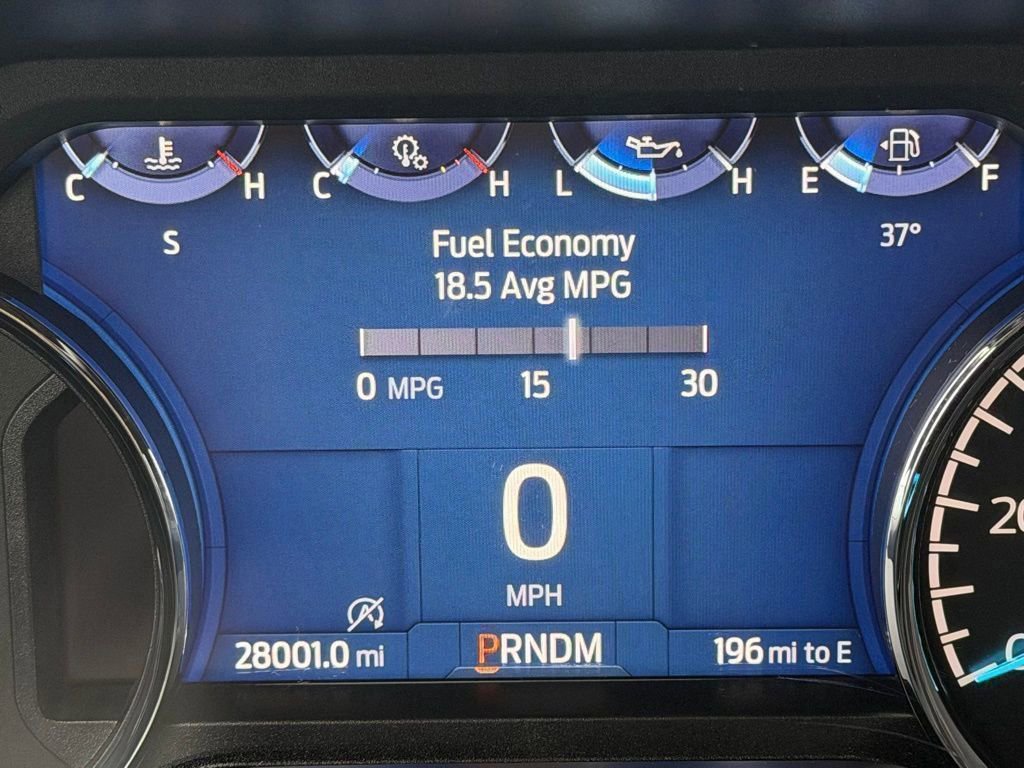 C H C H L H E F
S 37°
Fuel Economy
18.5 Avg MPG
0 MPG 15 30
0
MPH
28001.0 mi PRNDM 196 mi to E